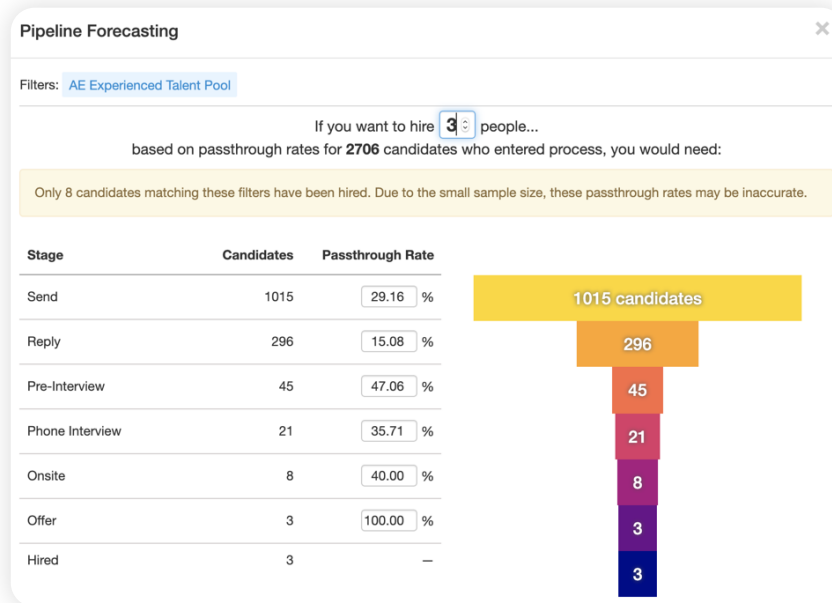 Pipeline Forecasting ×
Filters: AE Experienced Talent Pool
If you want to hire 3 people...
based on passthrough rates for 2706 candidates who entered process, you would need:
Only 8 candidates matching these filters have been hired. Due to the small sample size, these passthrough rates may be inaccurate.
Stage Candidates Passthrough Rate
Send 1015 29.16 %
Reply 296 15.08 %
Pre-Interview 45 47.06 %
Phone Interview 21 35.71 %
Onsite 8 40.00 %
Offer 3 100.00 %
Hired 3 —
1015 candidates
296
45
21
8
3
3